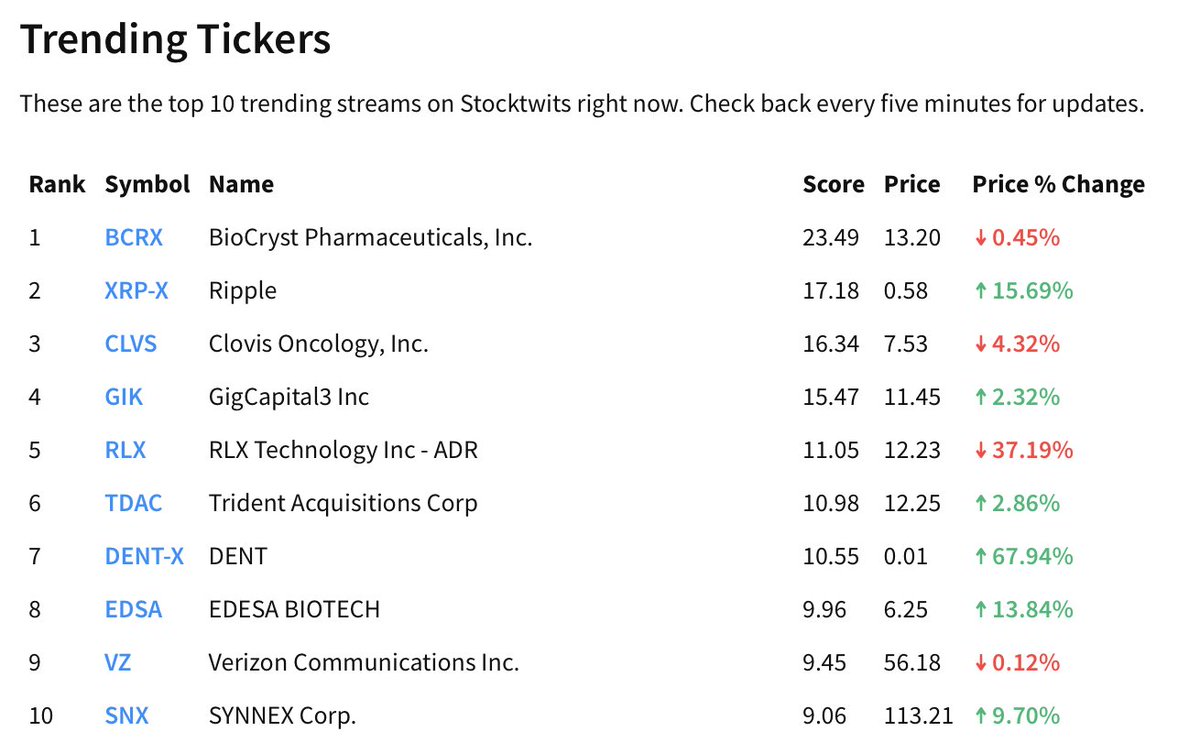 Trending Tickers
These are the top 10 trending streams on Stocktwits right now. Check back every five minutes for updates.
Rank Symbol Name Score Price Price % Change
1 BCRX BioCryst Pharmaceuticals, Inc. 23.49 13.20 ↓ 0.45%
2 XRP-X Ripple 17.18 0.58 ↑ 15.69%
3 CLVS Clovis Oncology, Inc. 16.34 7.53 ↓ 4.32%
4 GIK GigCapital3 Inc 15.47 11.45 ↑ 2.32%
5 RLX RLX Technology Inc - ADR 11.05 12.23 ↓ 37.19%
6 TDAC Trident Acquisitions Corp 10.98 12.25 ↑ 2.86%
7 DENT-X DENT 10.55 0.01 ↑ 67.94%
8 EDSA EDESA BIOTECH 9.96 6.25 ↑ 13.84%
9 VZ Verizon Communications Inc. 9.45 56.18 ↓ 0.12%
10 SNX SYNNEX Corp. 9.06 113.21 ↑ 9.70%